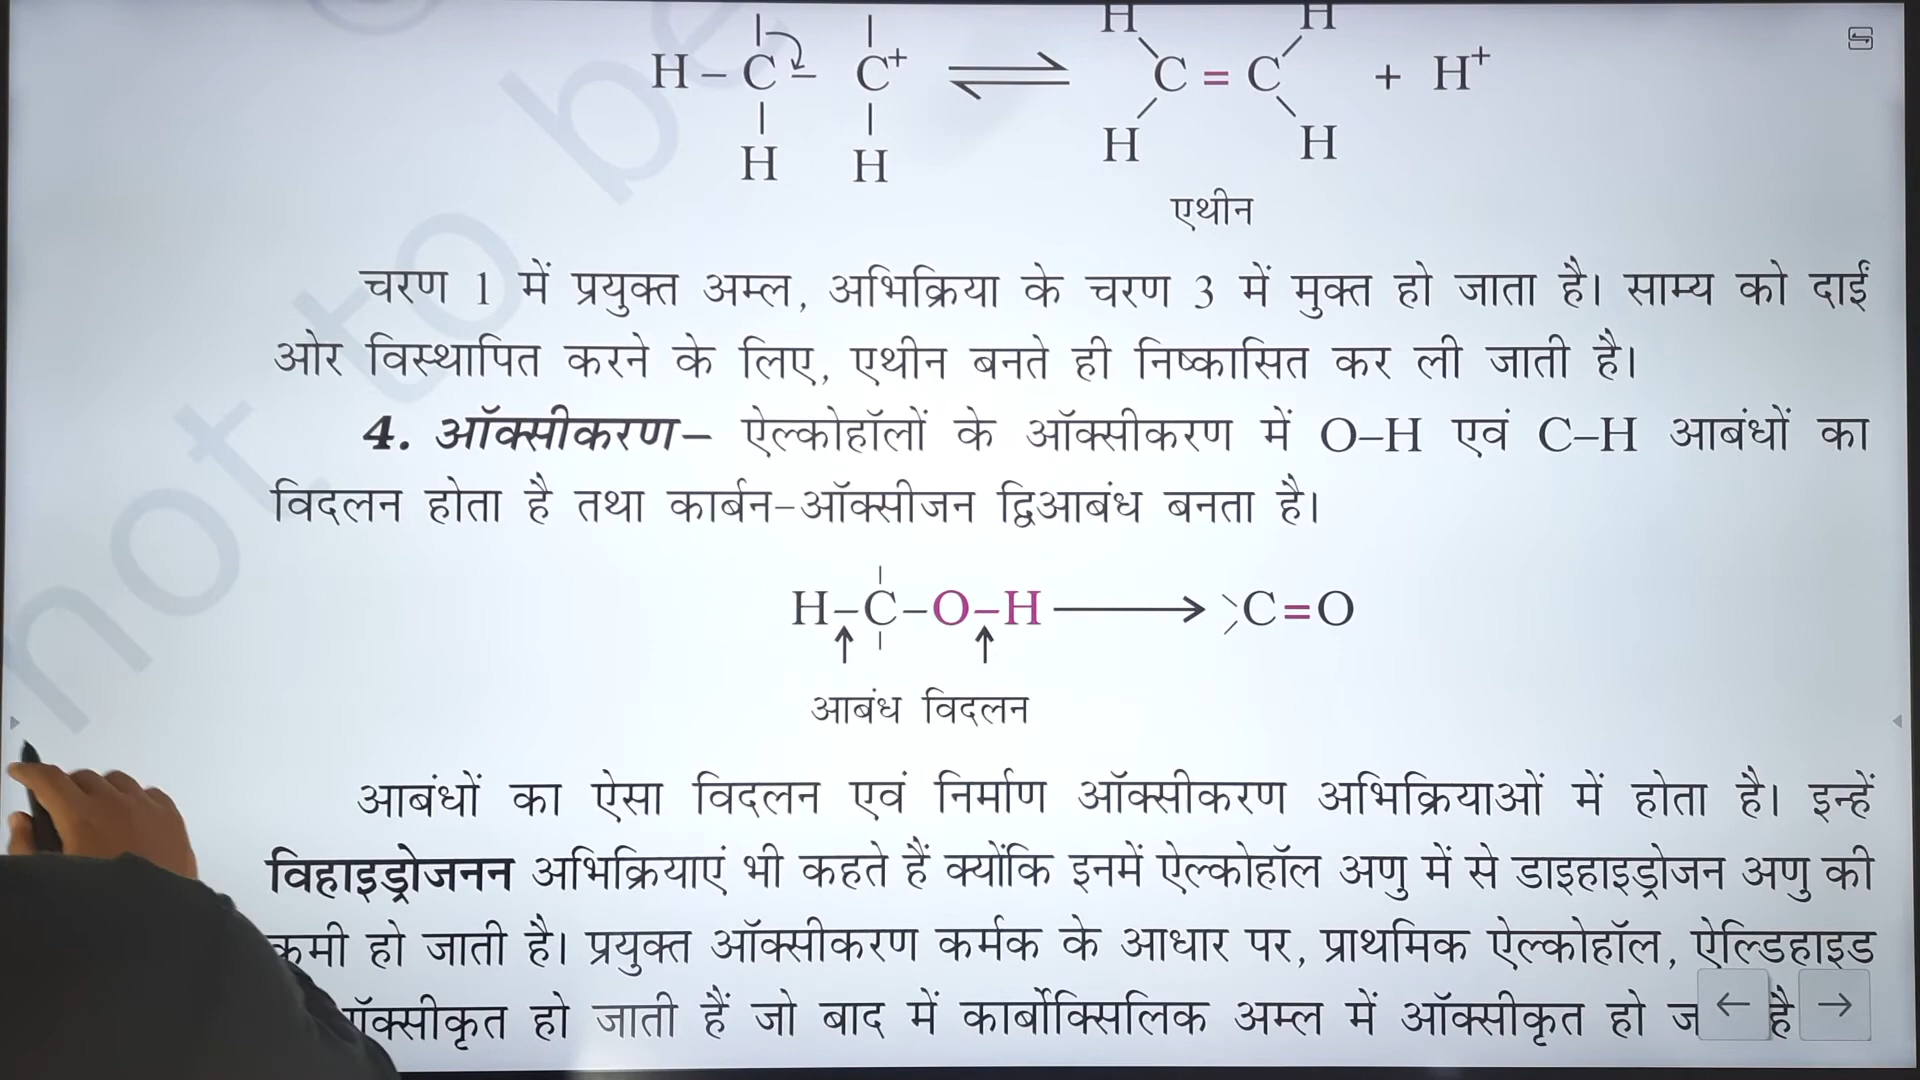 H H
H – C – C+ ⇌ C = C + H+
H H
H H
एथीन
चरण 1 में प्रयुक्त अम्ल, अभिक्रिया के चरण 3 में मुक्त हो जाता है। साम्य को दाईं
ओर विस्थापित करने के लिए, एथीन बनते ही निष्कासित कर ली जाती है।
4. ऑक्सीकरण– ऐल्कोहॉलों के ऑक्सीकरण में O–H एवं C–H आबंधों का
विदलन होता है तथा कार्बन-ऑक्सीजन द्विआबंध बनता है।
H–C–O–H → C=O
आबंध विदलन
आबंधों का ऐसा विदलन एवं निर्माण ऑक्सीकरण अभिक्रियाओं में होता है। इन्हें
विहाइड्रोजनन अभिक्रियाएं भी कहते हैं क्योंकि इनमें ऐल्कोहॉल अणु में से डाइहाइड्रोजन अणु की
कमी हो जाती है। प्रयुक्त ऑक्सीकरण कर्मक के आधार पर, प्राथमिक ऐल्कोहॉल, ऐल्डिहाइड
हो जाती हैं जो बाद में कार्बोक्सिलिक अम्ल में ऑक्सीकृत हो है
not to be